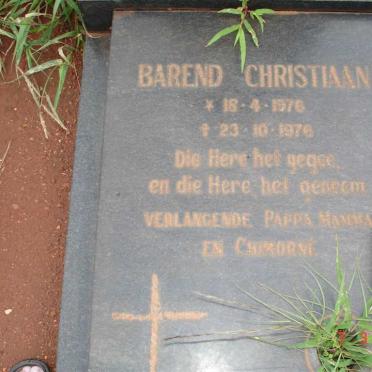 BAREND CHRISTIAAN
* 18-4-1976
† 23-10-1976
Die Here het gegee,
en die Here het geneem
VERLANGENDE PAPPA MAMMA
EN CHIMORNÉ